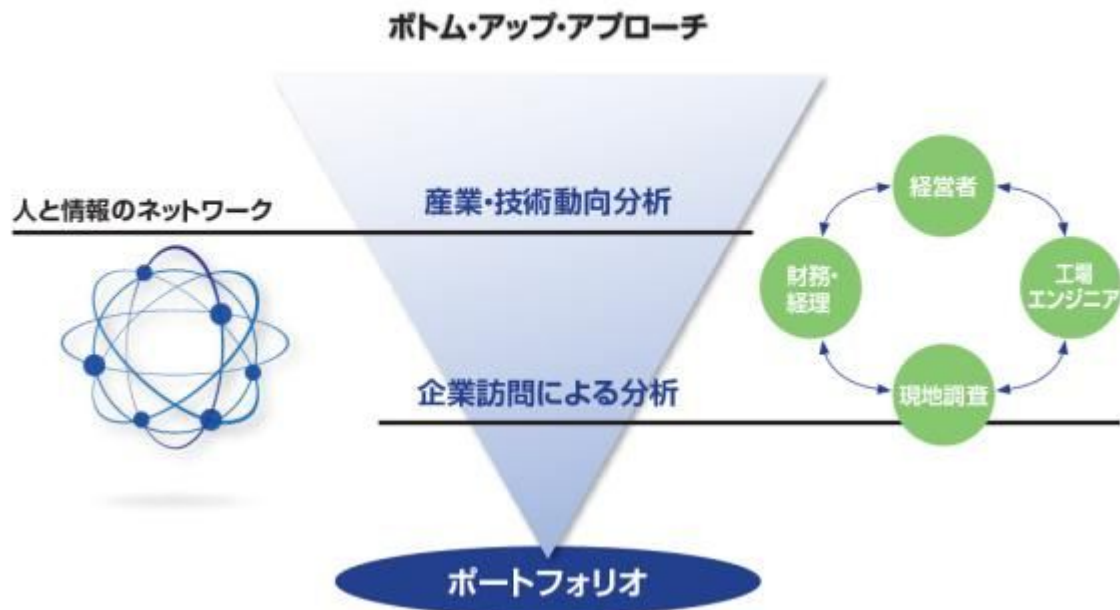 ボトム・アップ・アプローチ
産業・技術動向分析
人と情報のネットワーク
経営者
財務・
経理
工場
エンジニア
企業訪問による分析
現地調査
ポートフォリオ